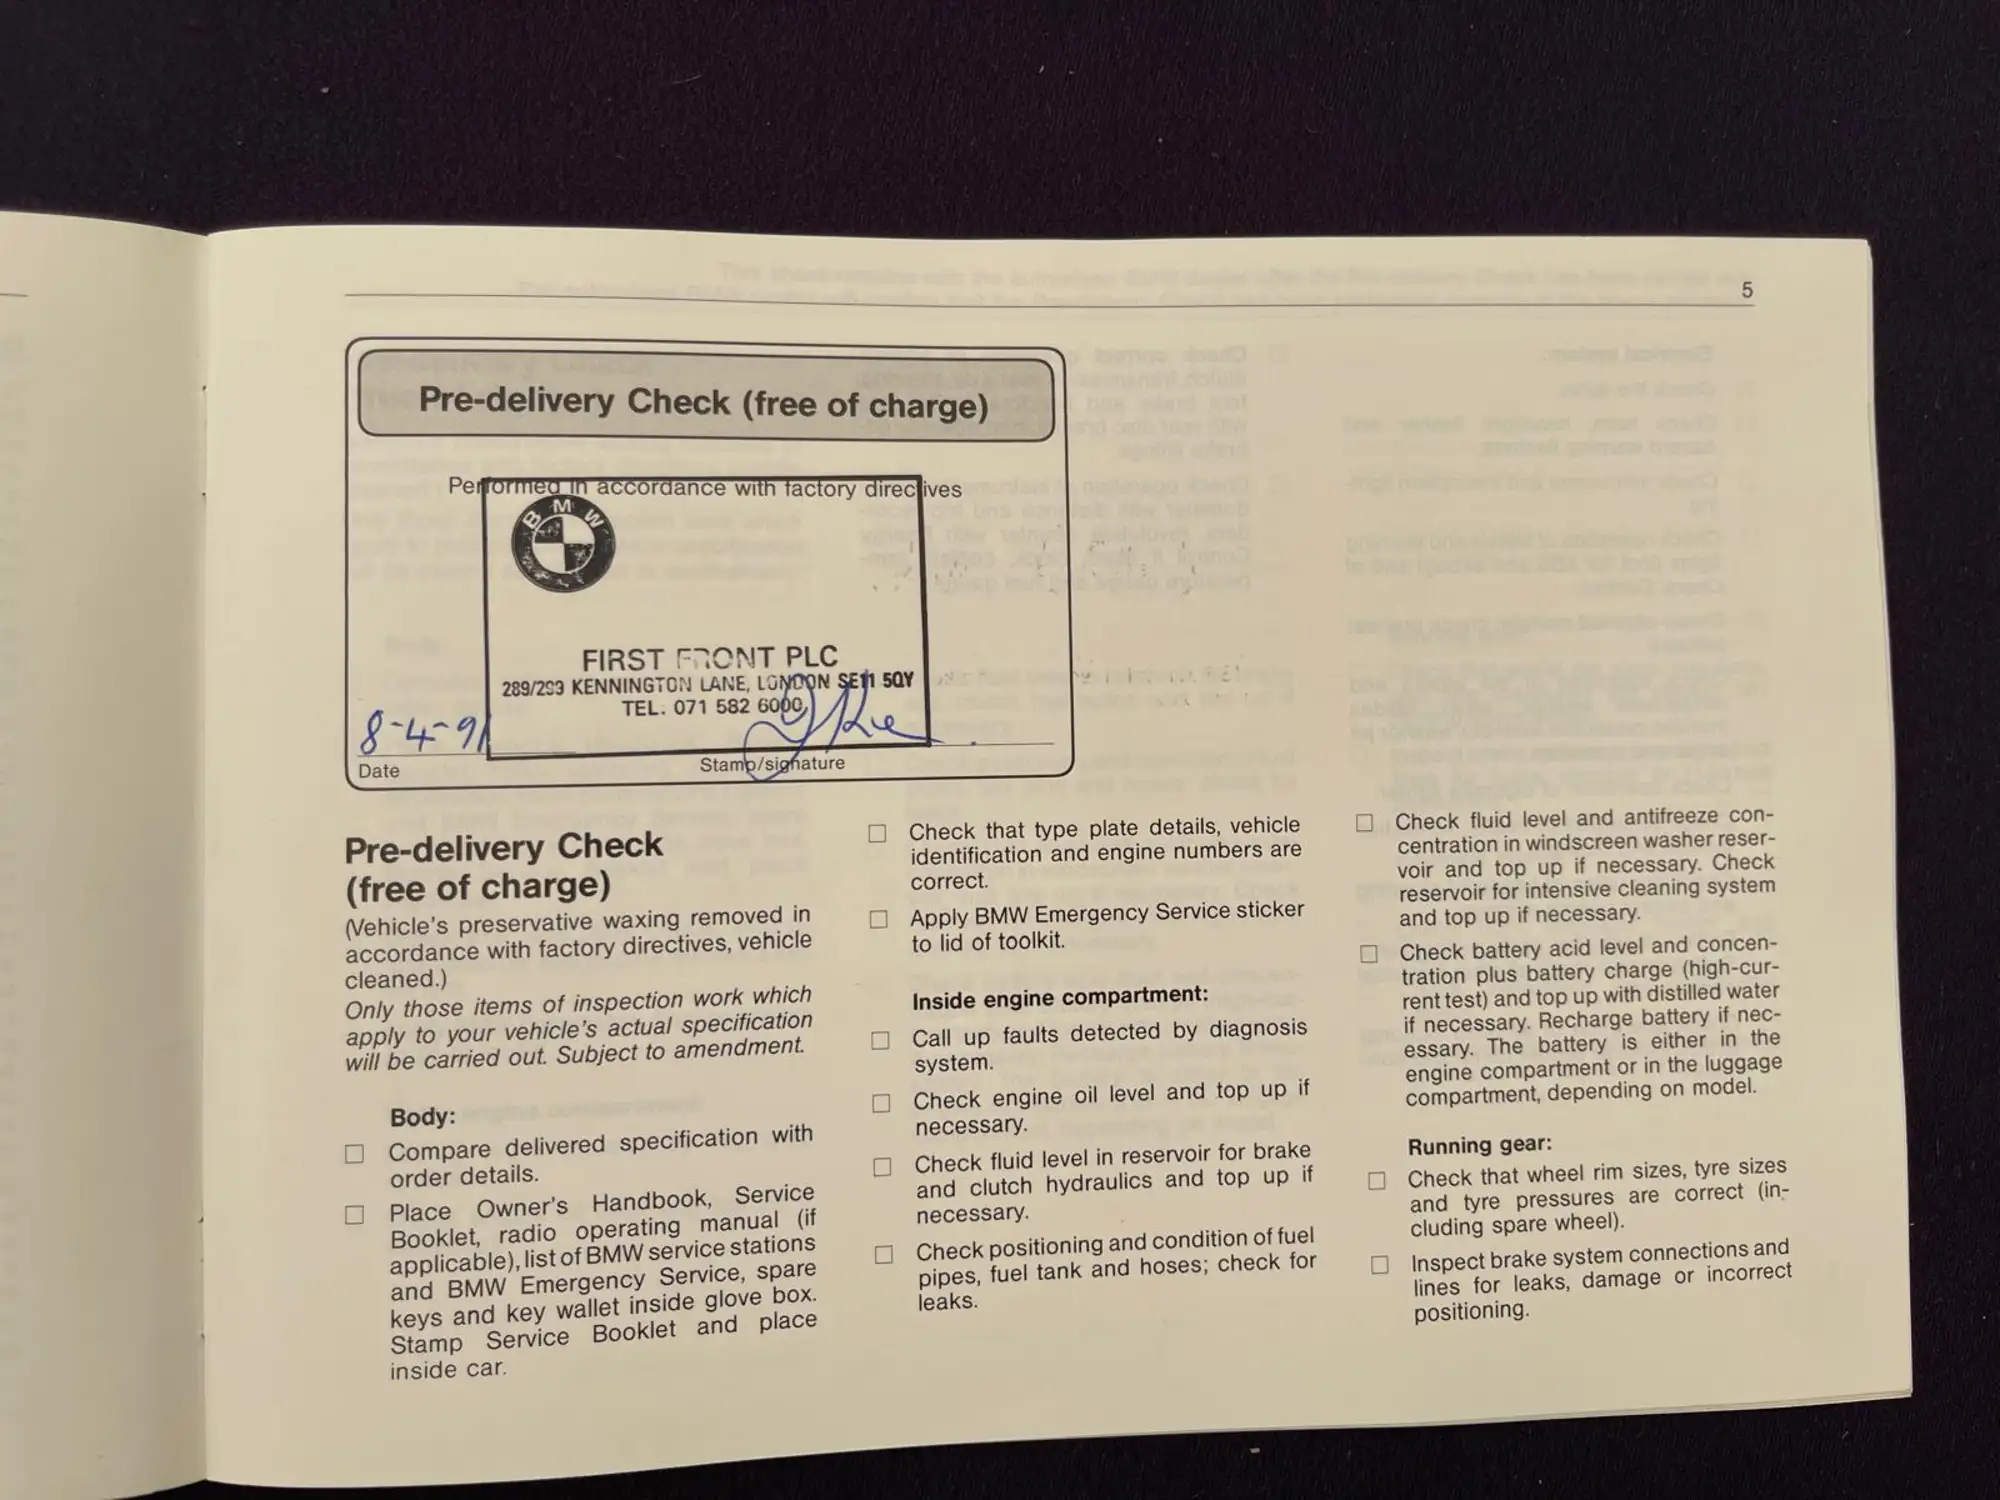 5
Pre-delivery Check (free of charge)
Performed in accordance with factory directives
BMW
FIRST FRONT PLC
289/293 KENNINGTON LANE, LONDON SE11 5QY
TEL. 071 582 6000
8-4-91
Date
Stamp/signature
Pre-delivery Check
(free of charge)
(Vehicle's preservative waxing removed in
accordance with factory directives, vehicle
cleaned.)
Only those items of inspection work which
apply to your vehicle's actual specification
will be carried out. Subject to amendment.
Body:
☐ Compare delivered specification with
order details.
☐ Place Owner's Handbook, Service
Booklet, radio operating manual (if
applicable), list of BMW service stations
and BMW Emergency Service, spare
keys and key wallet inside glove box.
Stamp Service Booklet and place
inside car.
☐ Check that type plate details, vehicle
identification and engine numbers are
correct.
☐ Apply BMW Emergency Service sticker
to lid of toolkit.
Inside engine compartment:
☐ Call up faults detected by diagnosis
system.
☐ Check engine oil level and top up if
necessary.
☐ Check fluid level in reservoir for brake
and clutch hydraulics and top up if
necessary.
☐ Check positioning and condition of fuel
pipes, fuel tank and hoses; check for
leaks.
☐ Check fluid level and antifreeze con-
centration in windscreen washer reser-
voir and top up if necessary. Check
reservoir for intensive cleaning system
and top up if necessary.
☐ Check battery acid level and concen-
tration plus battery charge (high-cur-
rent test) and top up with distilled water
if necessary. Recharge battery if nec-
essary. The battery is either in the
engine compartment or in the luggage
compartment, depending on model.
Running gear:
☐ Check that wheel rim sizes, tyre sizes
and tyre pressures are correct (in-
cluding spare wheel).
☐ Inspect brake system connections and
lines for leaks, damage or incorrect
positioning.